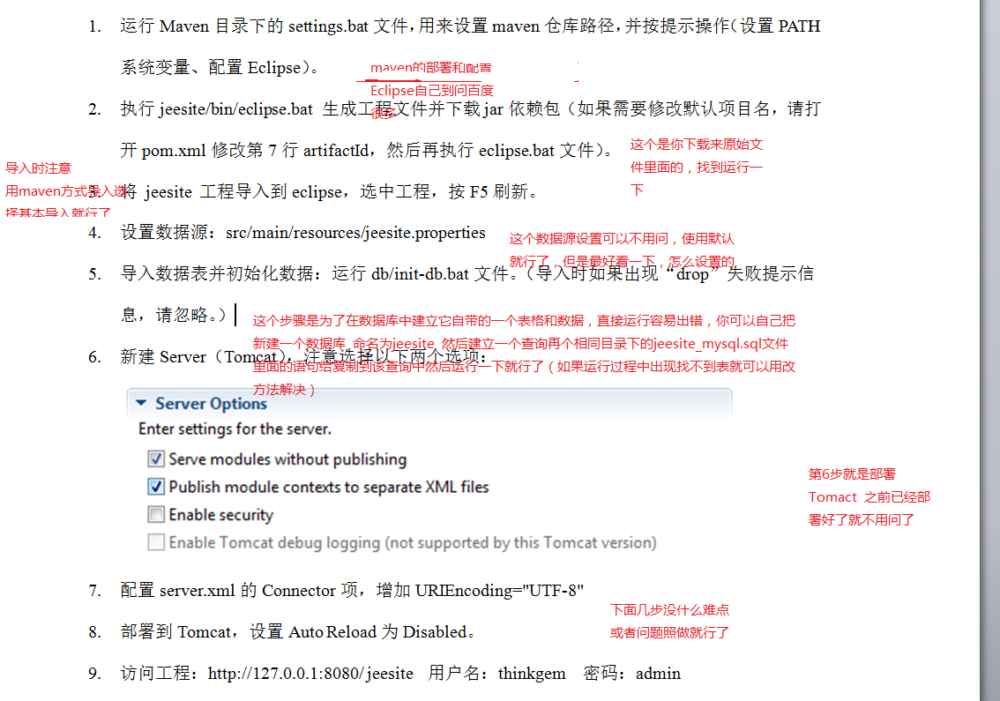 1. 运行 Maven 目录下的 settings.bat 文件，用来设置 maven 仓库路径，并按提示操作（设置 PATH
系统变量、配置 Eclipse）。
maven的部署和配置
Eclipse自己到问百度
很多
2. 执行 jeesite/bin/eclipse.bat 生成工程文件并下载 jar 依赖包（如果需要修改默认项目名，请打
开 pom.xml 修改第 7 行 artifactId，然后再执行 eclipse.bat 文件）。
这个是你下载来原始文
件里面的，找到运行一
下
导入时注意
用maven方式导入选
择基本导入就行了
3. 将 jeesite 工程导入到 eclipse，选中工程，按 F5 刷新。
4. 设置数据源：src/main/resources/jeesite.properties
这个数据源设置可以不用问，使用默认
就行了，但是最好看一下，怎么设置的
5. 导入数据表并初始化数据：运行 db/init-db.bat 文件。（导入时如果出现“drop”失败提示信
息，请忽略。）
这个步骤是为了在数据库中建立它自带的一个表格和数据，直接运行容易出错，你可以自己把
新建一个数据库 命名为jeesite 然后建立一个查询再个相同目录下的jeesite_mysql.sql文件
里面的语句给复制到该查询中然后运行一下就行了（如果运行过程中出现找不到表就可以用改
方法解决）
6. 新建 Server（Tomcat），注意选择以下两个选项：
Server Options
Enter settings for the server.
Serve modules without publishing
Publish module contexts to separate XML files
Enable security
Enable Tomcat debug logging (not supported by this Tomcat version)
第6步就是部署
Tomact 之前已经部
署好了就不用问了
7. 配置 server.xml 的 Connector 项，增加 URIEncoding="UTF-8"
8. 部署到 Tomcat，设置 Auto Reload 为 Disabled。
下面几步没什么难点
或者问题照做就行了
9. 访问工程：http://127.0.0.1:8080/jeesite 用户名：thinkgem 密码：admin